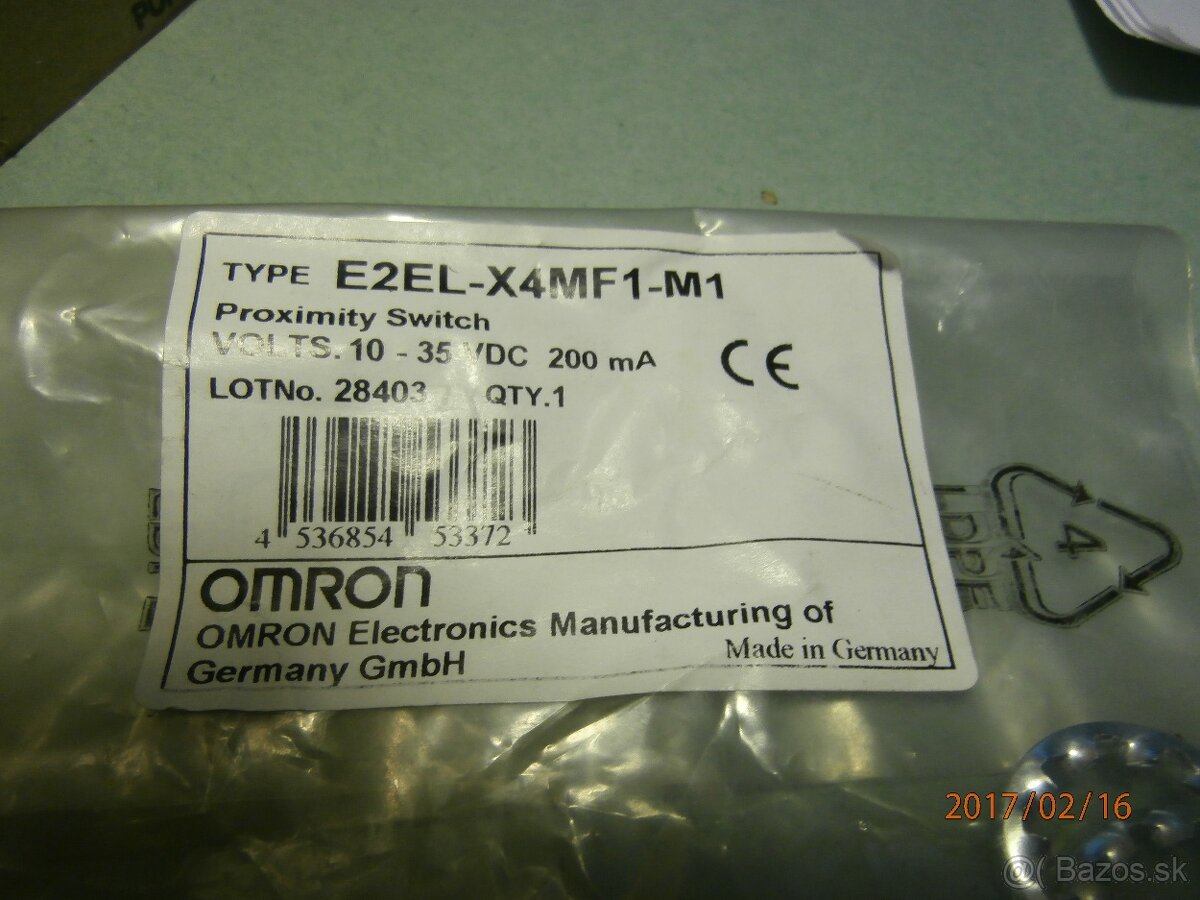 TYPE E2EL-X4MF1-M1
Proximity Switch
VOLTS. 10 - 35 VDC 200 mA
CE
LOTNo. 28403 QTY.1
4 536854 53372
OMRON
OMRON Electronics Manufacturing of
Germany GmbH
Made in Germany
4
LDPE
2017/02/16
@( Bazos.sk